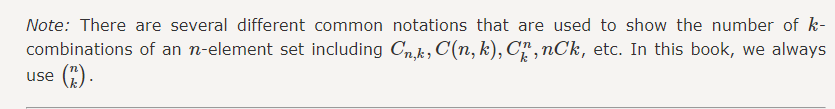 Note: There are several different common notations that are used to show the number of k-
combinations of an n-element set including C_{n,k}, C(n, k), C_k^n, nCk, etc. In this book, we always
use \binom{n}{k}.